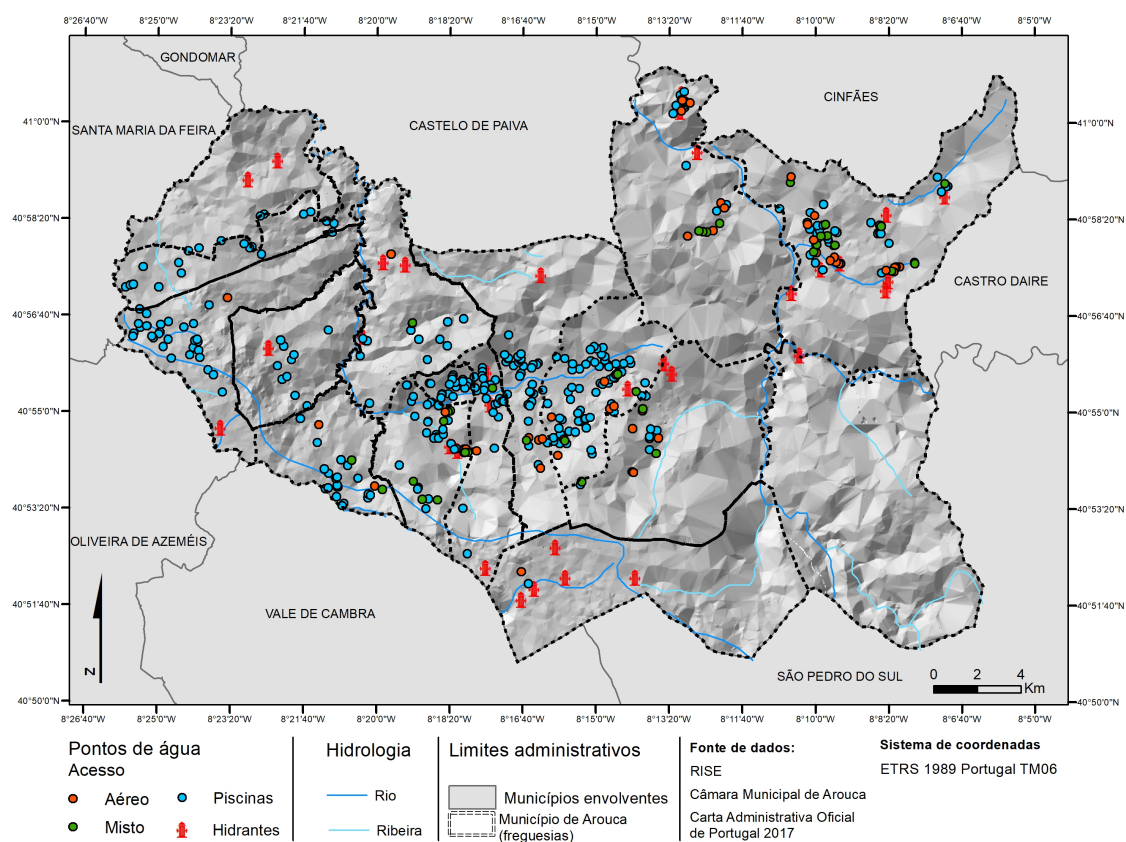 8°26'40"W 8°25'0"W 8°23'20"W 8°21'40"W 8°20'0"W 8°18'20"W 8°16'40"W 8°15'0"W 8°13'20"W 8°11'40"W 8°10'0"W 8°8'20"W 8°6'40"W 8°5'0"W
GONDOMAR
CINFÃES
41°0'0"N
SANTA MARIA DA FEIRA
CASTELO DE PAIVA
41°0'0"N
40°58'20"N
40°58'20"N
CASTRO DAIRE
40°56'40"N
40°56'40"N
40°55'0"N
40°55'0"N
40°53'20"N
40°53'20"N
OLIVEIRA DE AZEMÉIS
40°51'40"N
40°51'40"N
VALE DE CAMBRA
N
SÃO PEDRO DO SUL
0 2 4
Km
40°50'0"N
40°50'0"N
8°26'40"W 8°25'0"W 8°23'20"W 8°21'40"W 8°20'0"W 8°18'20"W 8°16'40"W 8°15'0"W 8°13'20"W 8°11'40"W 8°10'0"W 8°8'20"W 8°6'40"W 8°5'0"W
Pontos de água
Acesso
Aéreo
Piscinas
Misto
Hidrantes
Hidrologia
Rio
Ribeira
Limites administrativos
Municípios envolventes
Município de Arouca
(freguesias)
Fonte de dados:
RISE
Câmara Municipal de Arouca
Carta Administrativa Oficial
de Portugal 2017
Sistema de coordenadas
ETRS 1989 Portugal TM06